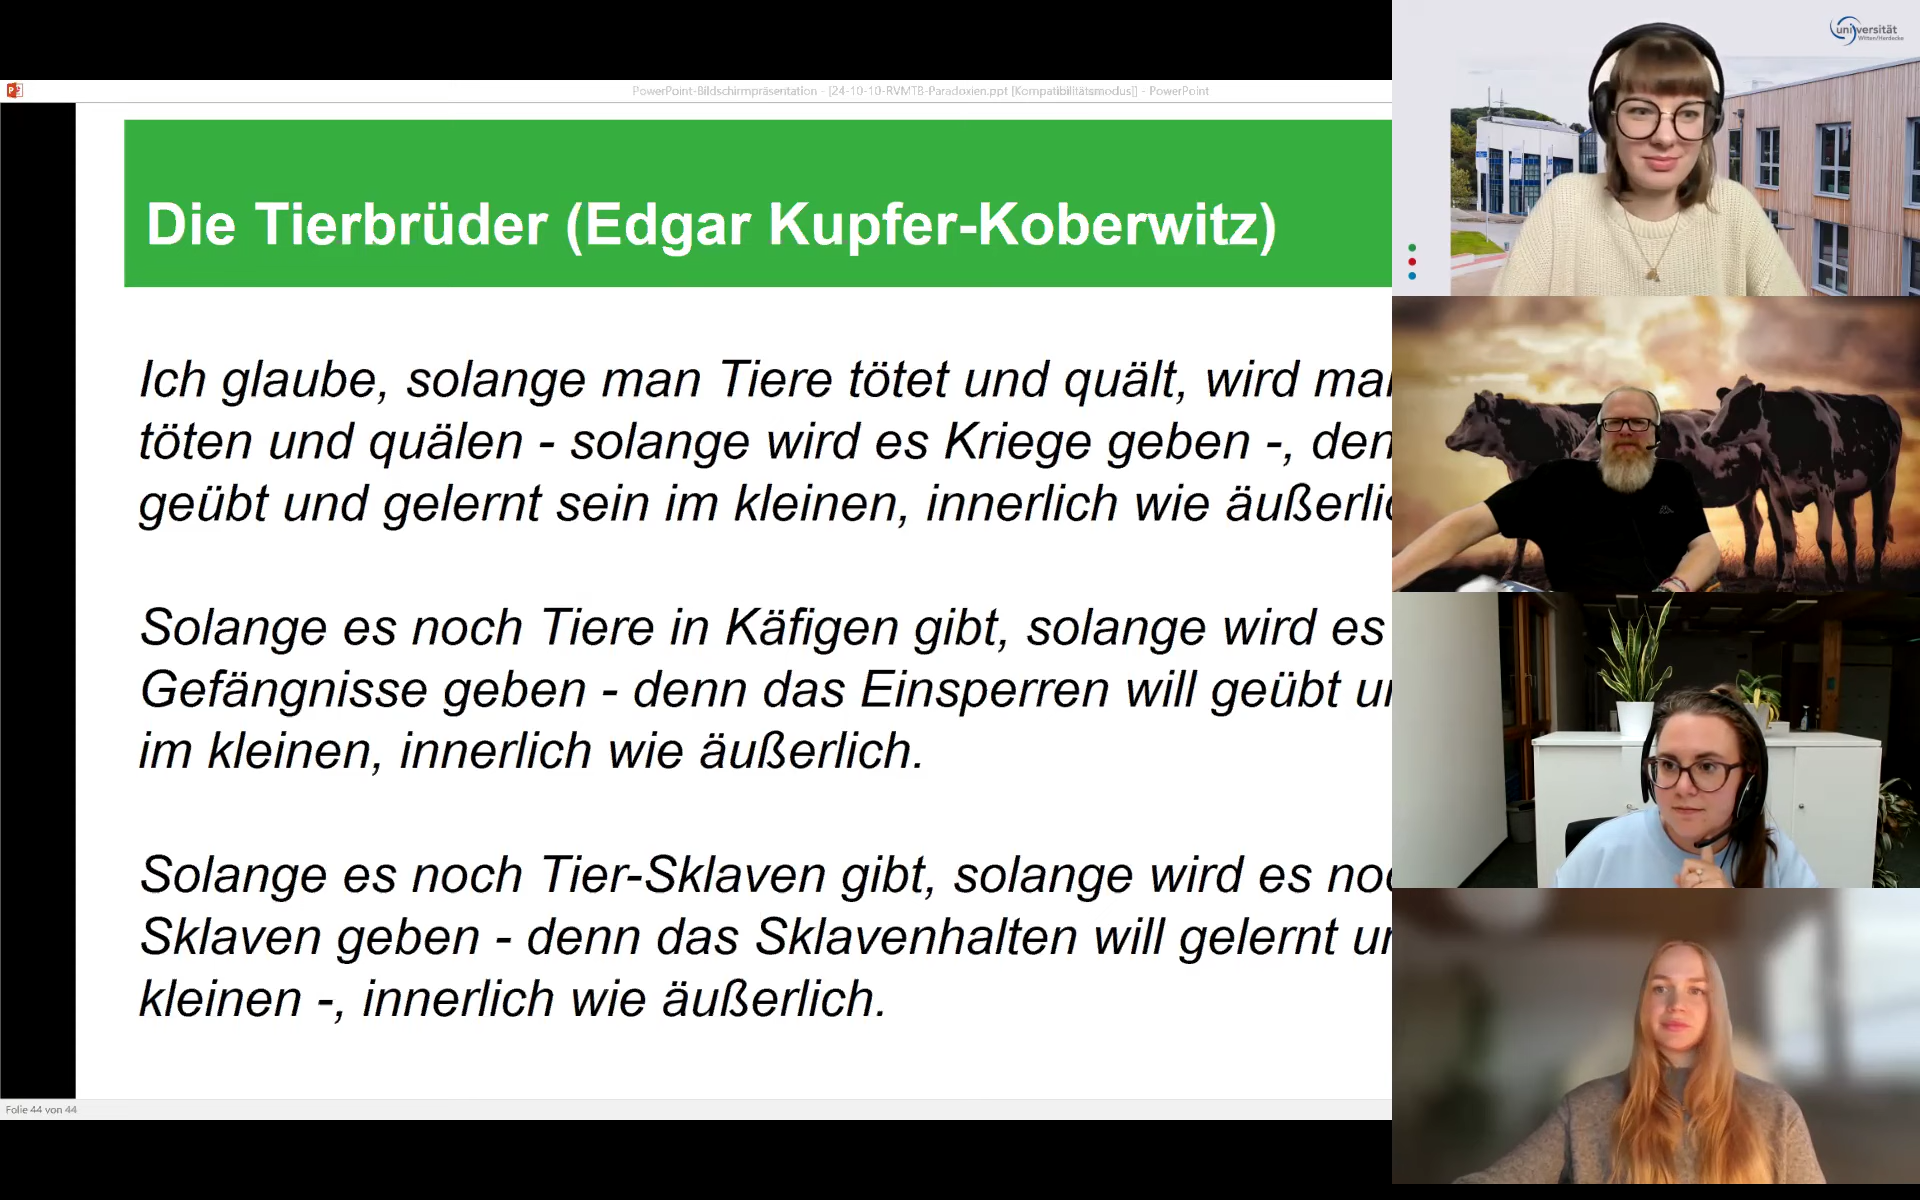 PowerPoint-Bildschirmpräsentation - [24-10-10-RVMTB-Paradoxien.ppt [Kompatibilitätsmodus]] - PowerPoint
Die Tierbrüder (Edgar Kupfer-Koberwitz)
Ich glaube, solange man Tiere tötet und quält, wird
töten und quälen - solange wird es Kriege geben -,
geübt und gelernt sein im kleinen, innerlich wie
Solange es noch Tiere in Käfigen gibt, solange wird es
Gefängnisse geben - denn das Einsperren will geübt
im kleinen, innerlich wie äußerlich.
Solange es noch Tier-Sklaven gibt, solange wird es
Sklaven geben - denn das Sklavenhalten will gelernt
kleinen -, innerlich wie äußerlich.
Folie 44 von 44
universität
Witten/Herdecke